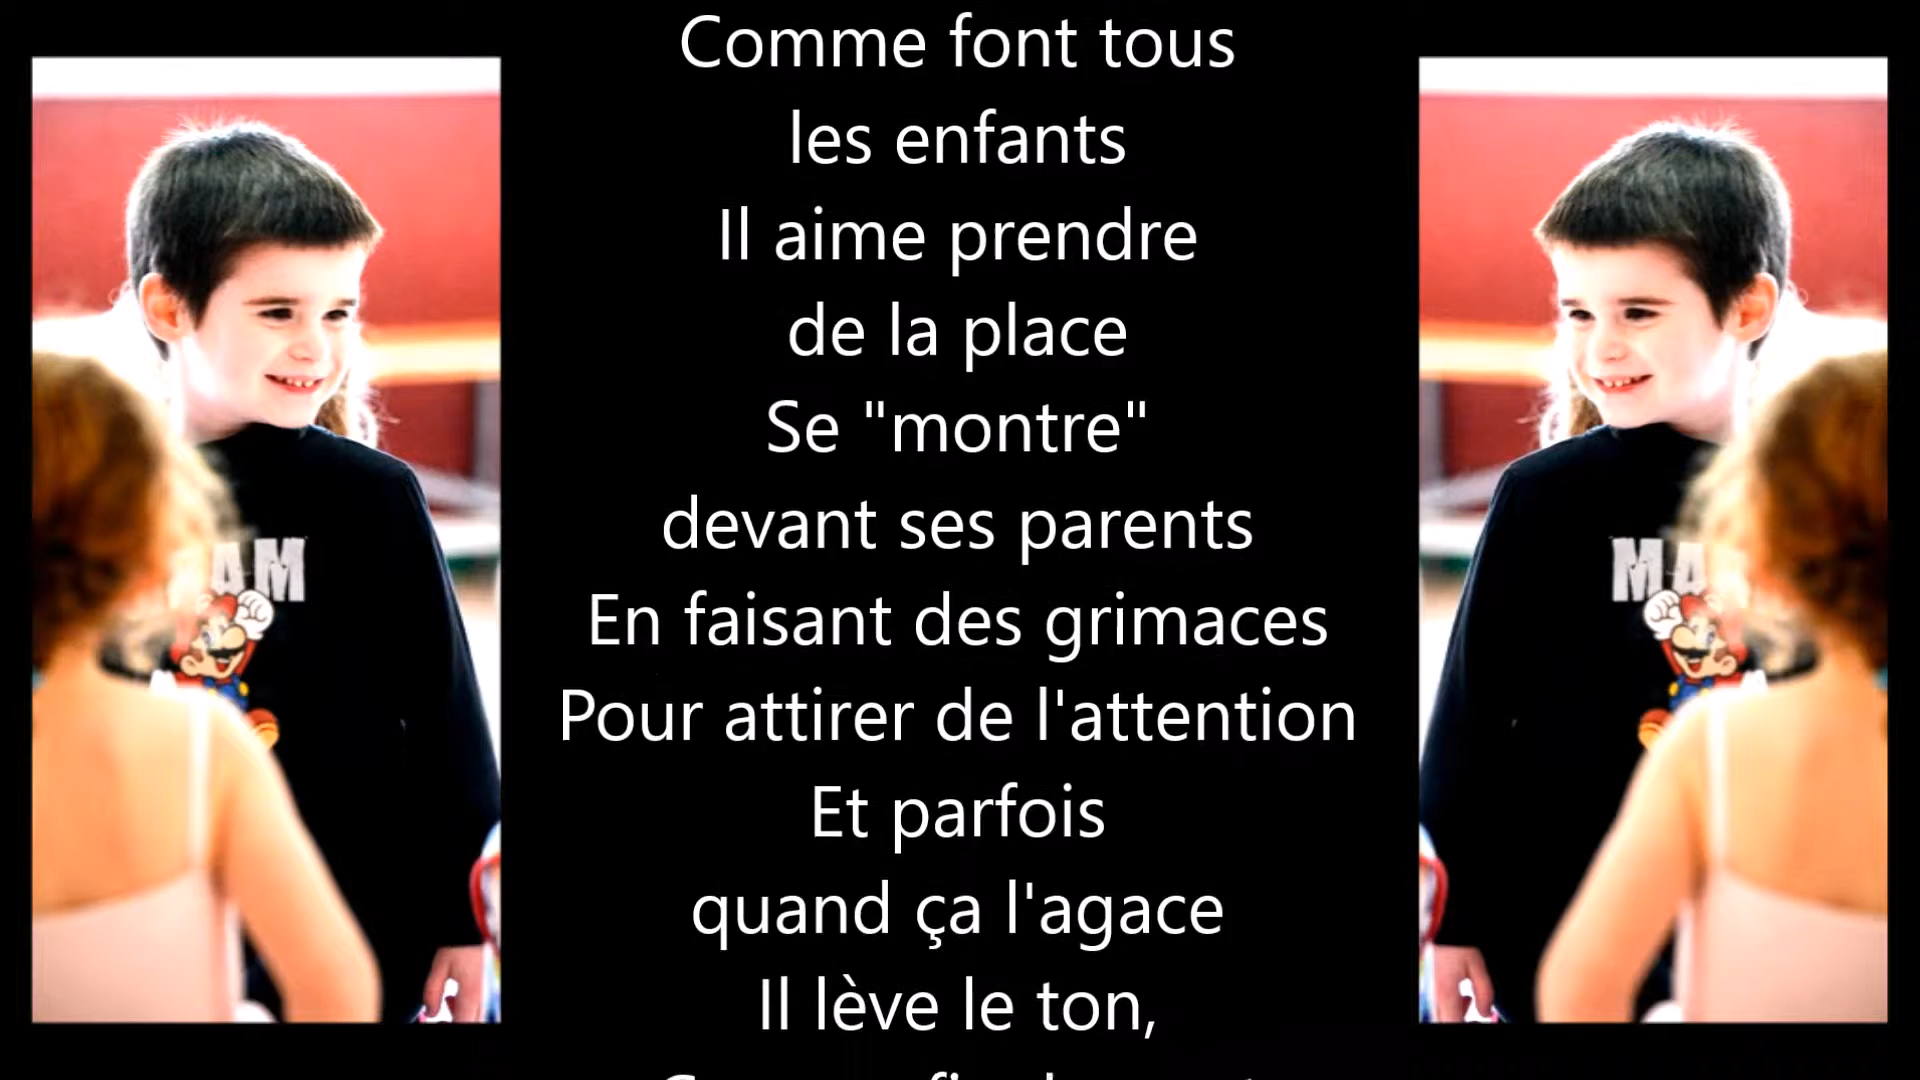 Comme font tous
les enfants
Il aime prendre
de la place
Se "montre"
devant ses parents
En faisant des grimaces
Pour attirer de l'attention
Et parfois
quand ça l'agace
Il lève le ton,